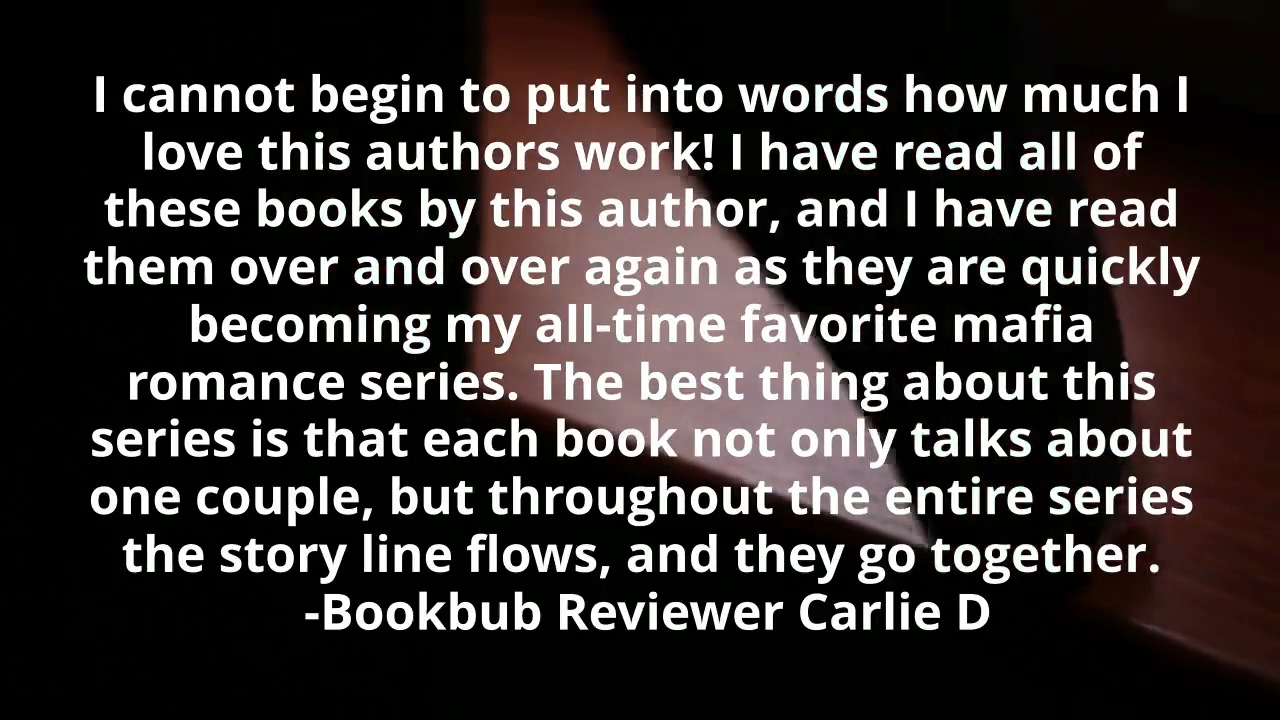 I cannot begin to put into words how much I
love this authors work! I have read all of
these books by this author, and I have read
them over and over again as they are quickly
becoming my all-time favorite mafia
romance series. The best thing about this
series is that each book not only talks about
one couple, but throughout the entire series
the story line flows, and they go together.
-Bookbub Reviewer Carlie D